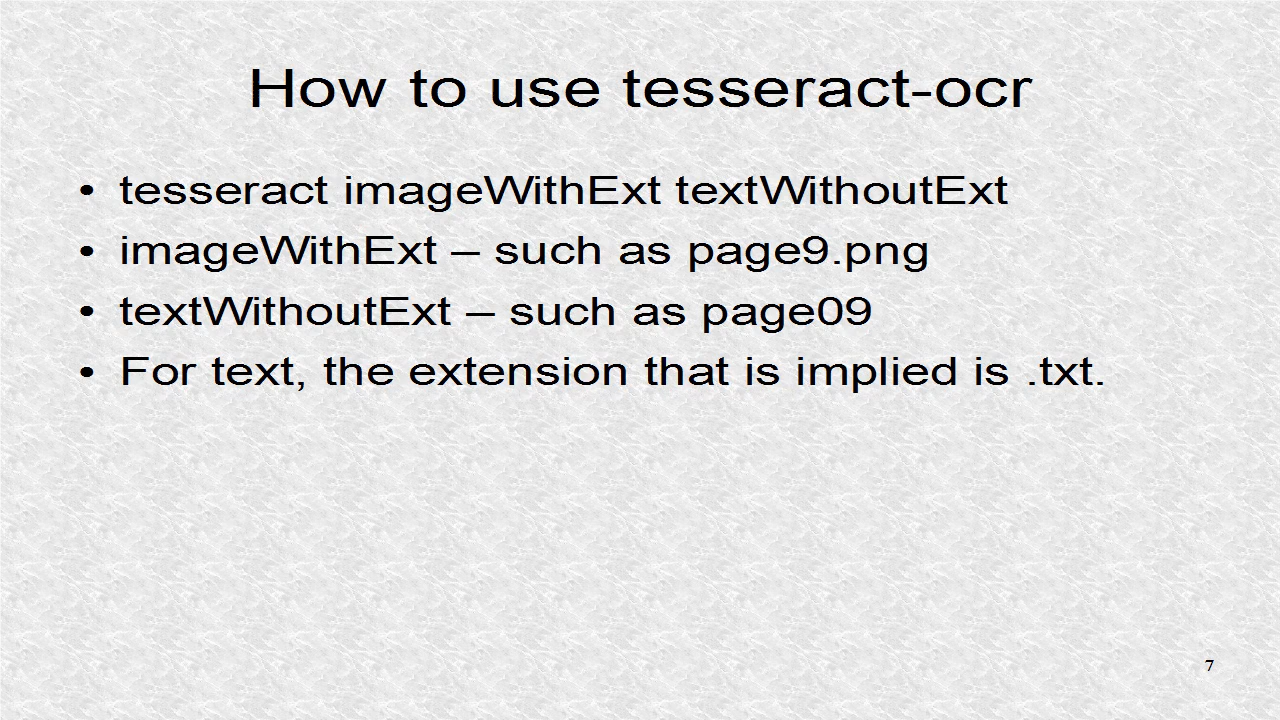 How to use tesseract-ocr
• tesseract imageWithExt textWithoutExt
• imageWithExt – such as page9.png
• textWithoutExt – such as page09
• For text, the extension that is implied is .txt.
7